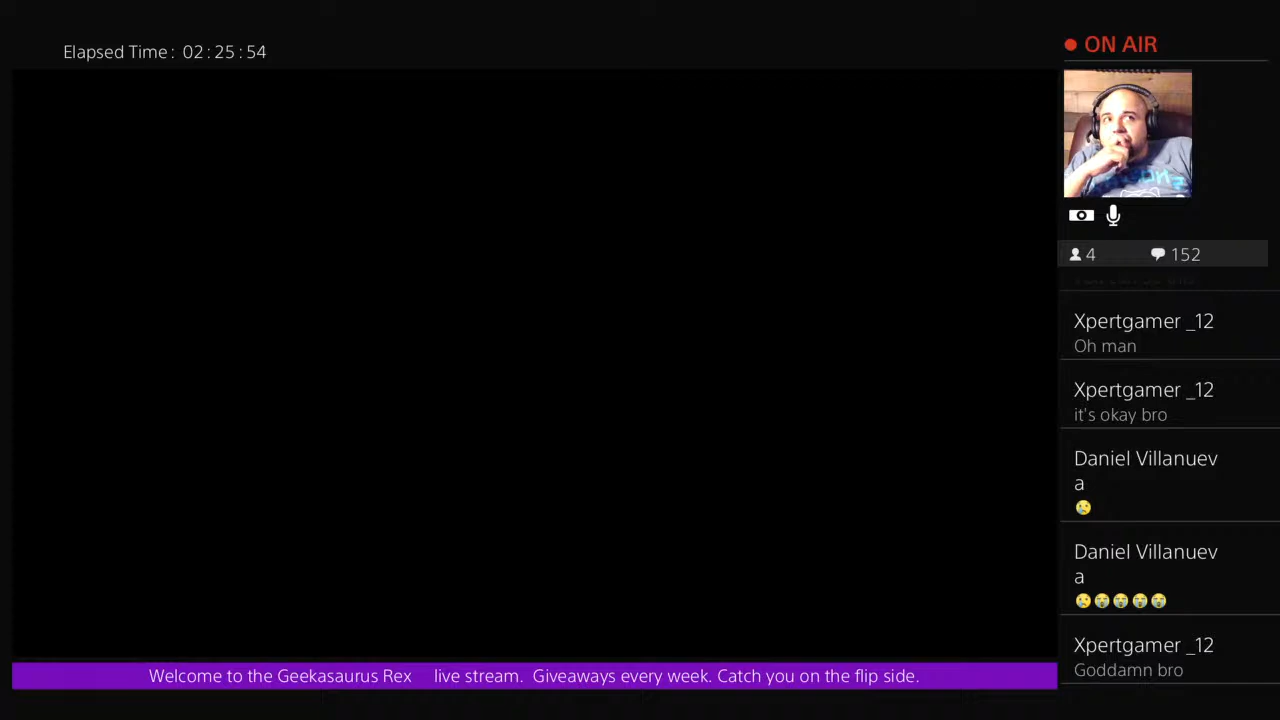 Elapsed Time: 02:25:54
ON AIR
4 152
Xpertgamer _12
Oh man
Xpertgamer _12
it's okay bro
Daniel Villanuev
a
😢
Daniel Villanuev
a
😢😭😭😭😭
Xpertgamer _12
Goddamn bro
Welcome to the Geekasaurus Rex live stream. Giveaways every week. Catch you on the flip side.